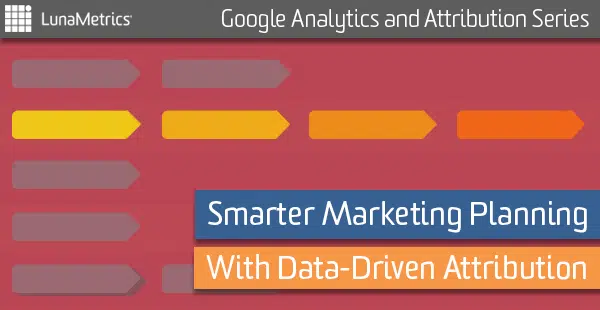 LunaMetrics
Google Analytics and Attribution Series
Smarter Marketing Planning
With Data-Driven Attribution